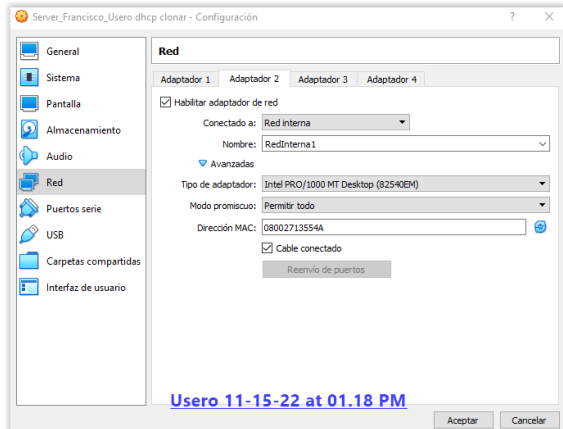 Server_Francisco_Usero dhcp clonar - Configuración
General
Sistema
Pantalla
Almacenamiento
Audio
Red
Puertos serie
USB
Carpetas compartidas
Interfaz de usuario
Red
Adaptador 1 Adaptador 2 Adaptador 3 Adaptador 4
Habilitar adaptador de red
Conectado a: Red interna
Nombre: RedInterna1
Avanzadas
Tipo de adaptador: Intel PRO/1000 MT Desktop (82540EM)
Modo promiscuo: Permitir todo
Dirección MAC: 08002713554A
Cable conectado
Reenvío de puertos
Usero 11-15-22 at 01.18 PM
Aceptar Cancelar